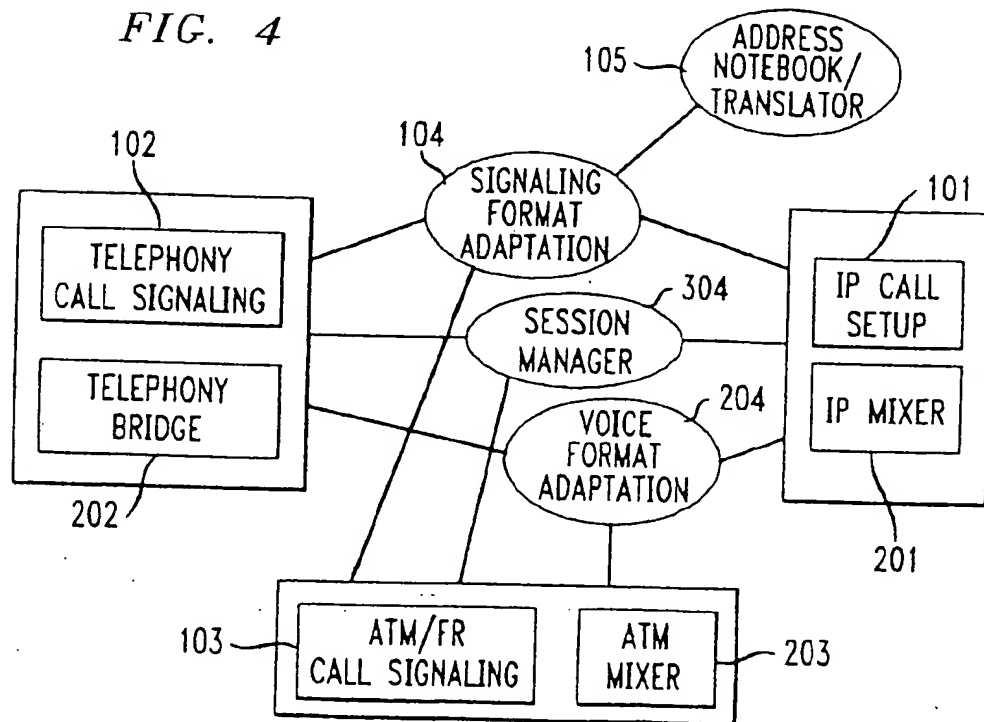 FIG. 4
ADDRESS
NOTEBOOK/
TRANSLATOR
105
102
104
SIGNALING
FORMAT
ADAPTATION
101
TELEPHONY
CALL SIGNALING
304
IP CALL
SETUP
SESSION
MANAGER
TELEPHONY
BRIDGE
204
IP MIXER
VOICE
FORMAT
ADAPTATION
202
201
103
ATM/FR
CALL SIGNALING
ATM
MIXER
203